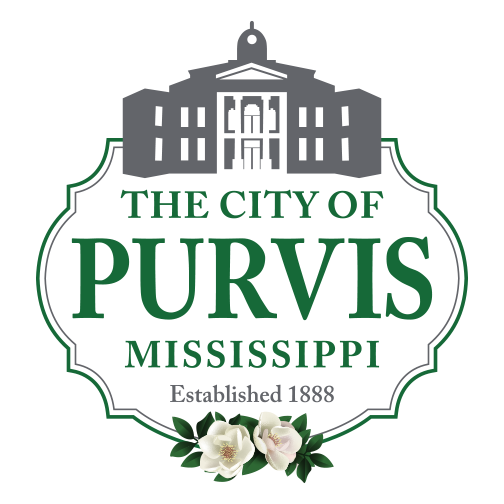 THE CITY OF
PURVIS
MISSISSIPPI
Established 1888